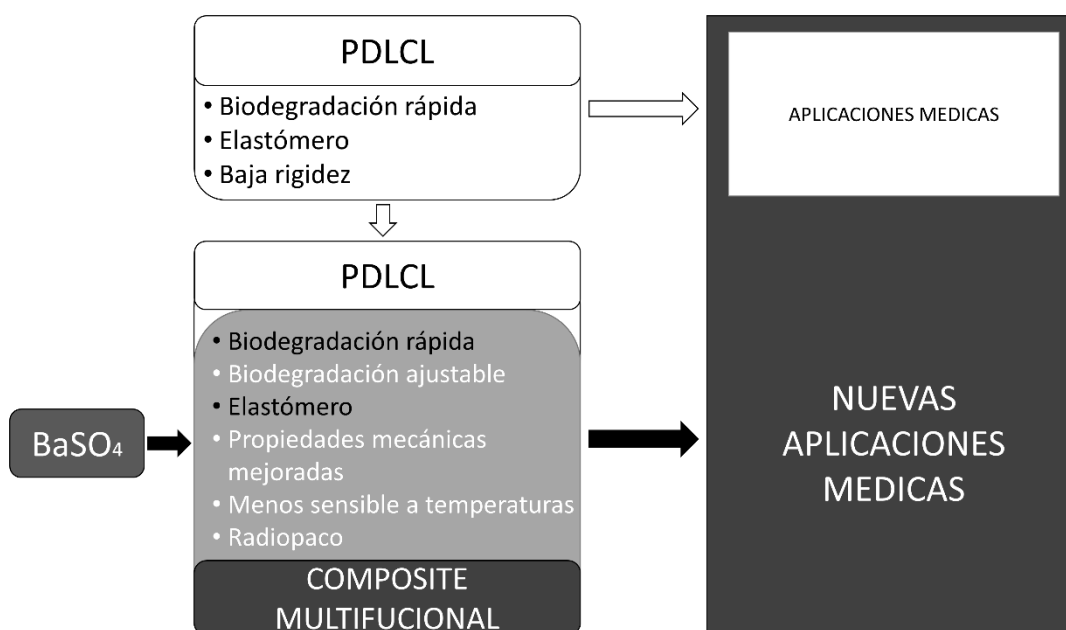 PDLCL
• Biodegradación rápida
• Elastómero
• Baja rigidez
APLICACIONES MEDICAS
PDLCL
• Biodegradación rápida
• Biodegradación ajustable
• Elastómero
• Propiedades mecánicas
mejoradas
• Menos sensible a temperaturas
• Radiopaco
BaSO₄
COMPOSITE
MULTIFUCIONAL
NUEVAS
APLICACIONES
MEDICAS